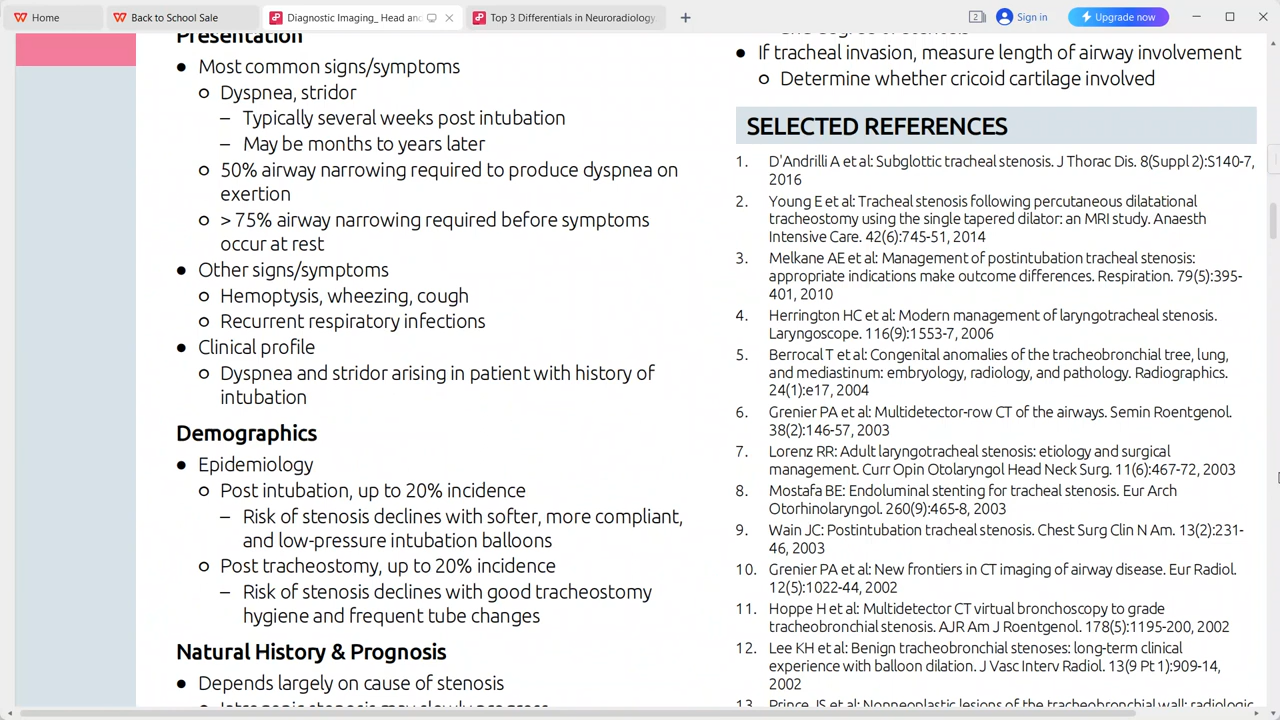 Home
Back to School Sale
Diagnostic Imaging_ Head and
Top 3 Differentials in Neuroradiology
2
Sign in
Upgrade now
Presentation
● Most common signs/symptoms
o Dyspnea, stridor
– Typically several weeks post intubation
– May be months to years later
o 50% airway narrowing required to produce dyspnea on
exertion
o > 75% airway narrowing required before symptoms
occur at rest
● Other signs/symptoms
o Hemoptysis, wheezing, cough
o Recurrent respiratory infections
● Clinical profile
o Dyspnea and stridor arising in patient with history of
intubation
Demographics
● Epidemiology
o Post intubation, up to 20% incidence
– Risk of stenosis declines with softer, more compliant,
and low-pressure intubation balloons
o Post tracheostomy, up to 20% incidence
– Risk of stenosis declines with good tracheostomy
hygiene and frequent tube changes
Natural History & Prognosis
● Depends largely on cause of stenosis
● If tracheal invasion, measure length of airway involvement
o Determine whether cricoid cartilage involved
SELECTED REFERENCES
1. D'Andrilli A et al: Subglottic tracheal stenosis. J Thorac Dis. 8(Suppl 2):S140-7,
2016
2. Young E et al: Tracheal stenosis following percutaneous dilatational
tracheostomy using the single tapered dilator: an MRI study. Anaesth
Intensive Care. 42(6):745-51, 2014
3. Melkane AE et al: Management of postintubation tracheal stenosis:
appropriate indications make outcome differences. Respiration. 79(5):395-
401, 2010
4. Herrington HC et al: Modern management of laryngotracheal stenosis.
Laryngoscope. 116(9):1553-7, 2006
5. Berrocal T et al: Congenital anomalies of the tracheobronchial tree, lung,
and mediastinum: embryology, radiology, and pathology. Radiographics.
24(1):e17, 2004
6. Grenier PA et al: Multidetector-row CT of the airways. Semin Roentgenol.
38(2):146-57, 2003
7. Lorenz RR: Adult laryngotracheal stenosis: etiology and surgical
management. Curr Opin Otolaryngol Head Neck Surg. 11(6):467-72, 2003
8. Mostafa BE: Endoluminal stenting for tracheal stenosis. Eur Arch
Otorhinolaryngol. 260(9):465-8, 2003
9. Wain JC: Postintubation tracheal stenosis. Chest Surg Clin N Am. 13(2):231-
46, 2003
10. Grenier PA et al: New frontiers in CT imaging of airway disease. Eur Radiol.
12(5):1022-44, 2002
11. Hoppe H et al: Multidetector CT virtual bronchoscopy to grade
tracheobronchial stenosis. AJR Am J Roentgenol. 178(5):1195-200, 2002
12. Lee KH et al: Benign tracheobronchial stenoses: long-term clinical
experience with balloon dilation. J Vasc Interv Radiol. 13(9 Pt 1):909-14,
2002
13. Prince JS et al: Nonneoplastic lesions of the tracheobronchial wall: radiologic